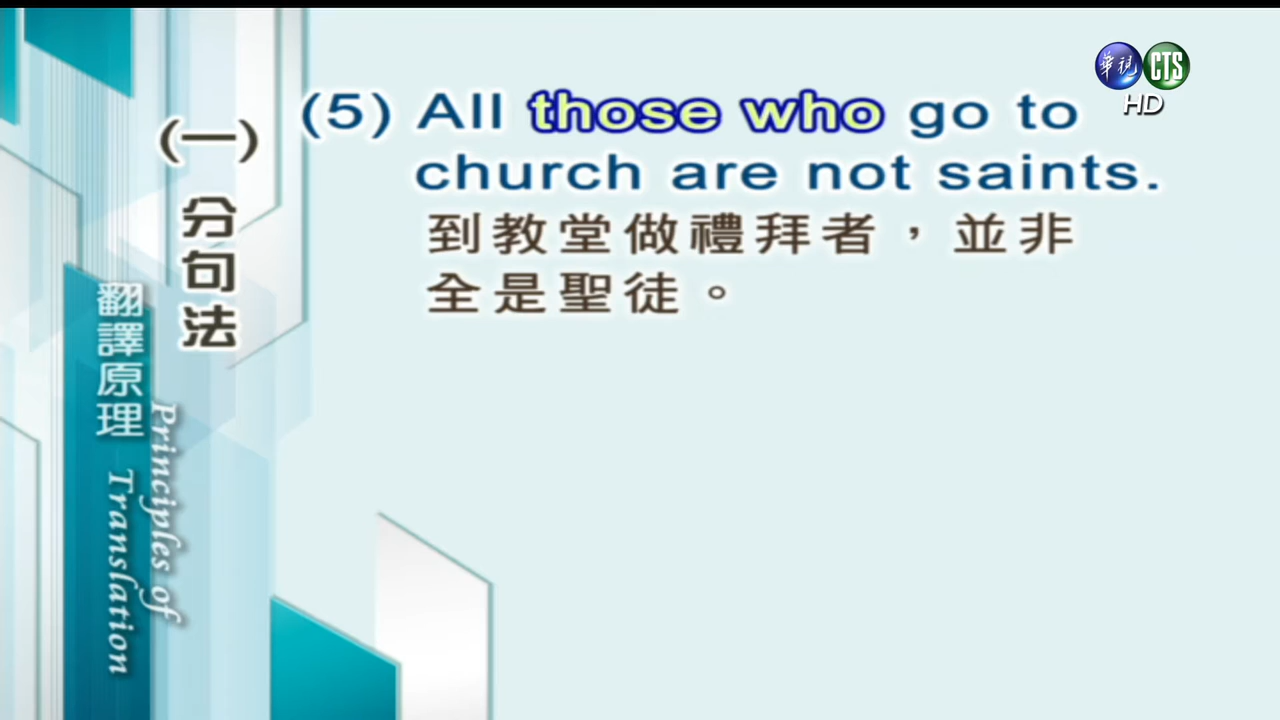 華視 CTS
HD
(一) 分句法
翻譯原理
Principles of
Translation
(5) All those who go to
church are not saints.
到教堂做禮拜者，並非
全是聖徒。